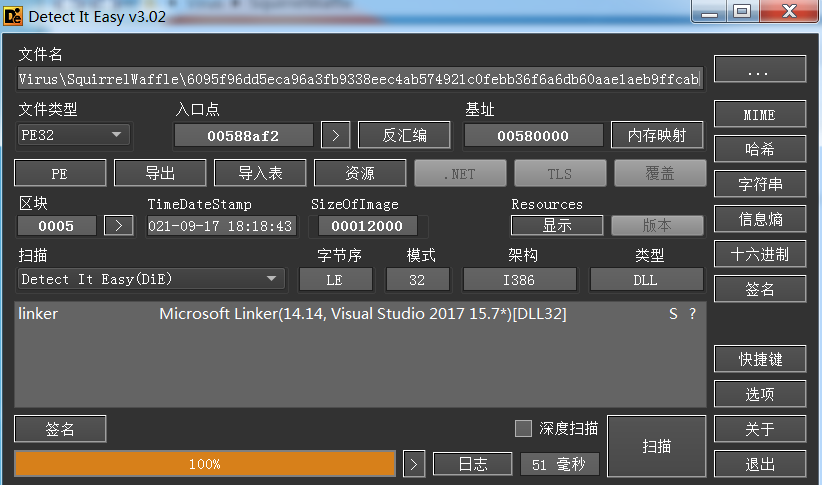 Detect It Easy v3.02
文件名
Virus\SquirrelWaffle\6095f96dd5eca96a3fb9338eec4ab574921c0febb36f6a6db60aae1aeb9ffcab
...
文件类型 入口点 基址
PE32 00588af2 > 反汇编 00580000 内存映射
MIME
PE 导出 导入表 资源 .NET TLS 覆盖
哈希
区块 TimeDateStamp SizeOfImage Resources
字符串
0005 > 021-09-17 18:18:43 00012000 显示 版本
信息熵
扫描 字节序 模式 架构 类型
十六进制
Detect It Easy(DiE) LE 32 I386 DLL
签名
linker Microsoft Linker(14.14, Visual Studio 2017 15.7*)[DLL32] S ?
快捷键
选项
签名 深度扫描 扫描 关于
100% > 日志 51 毫秒 退出